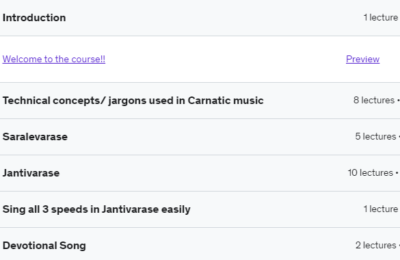 Introduction 1 lecture
Welcome to the course!! Preview
Technical concepts/ jargons used in Carnatic music 8 lectures •
Saralevarase 5 lectures •
Jantivarase 10 lectures •
Sing all 3 speeds in Jantivarase easily 1 lecture
Devotional Song 2 lectures •